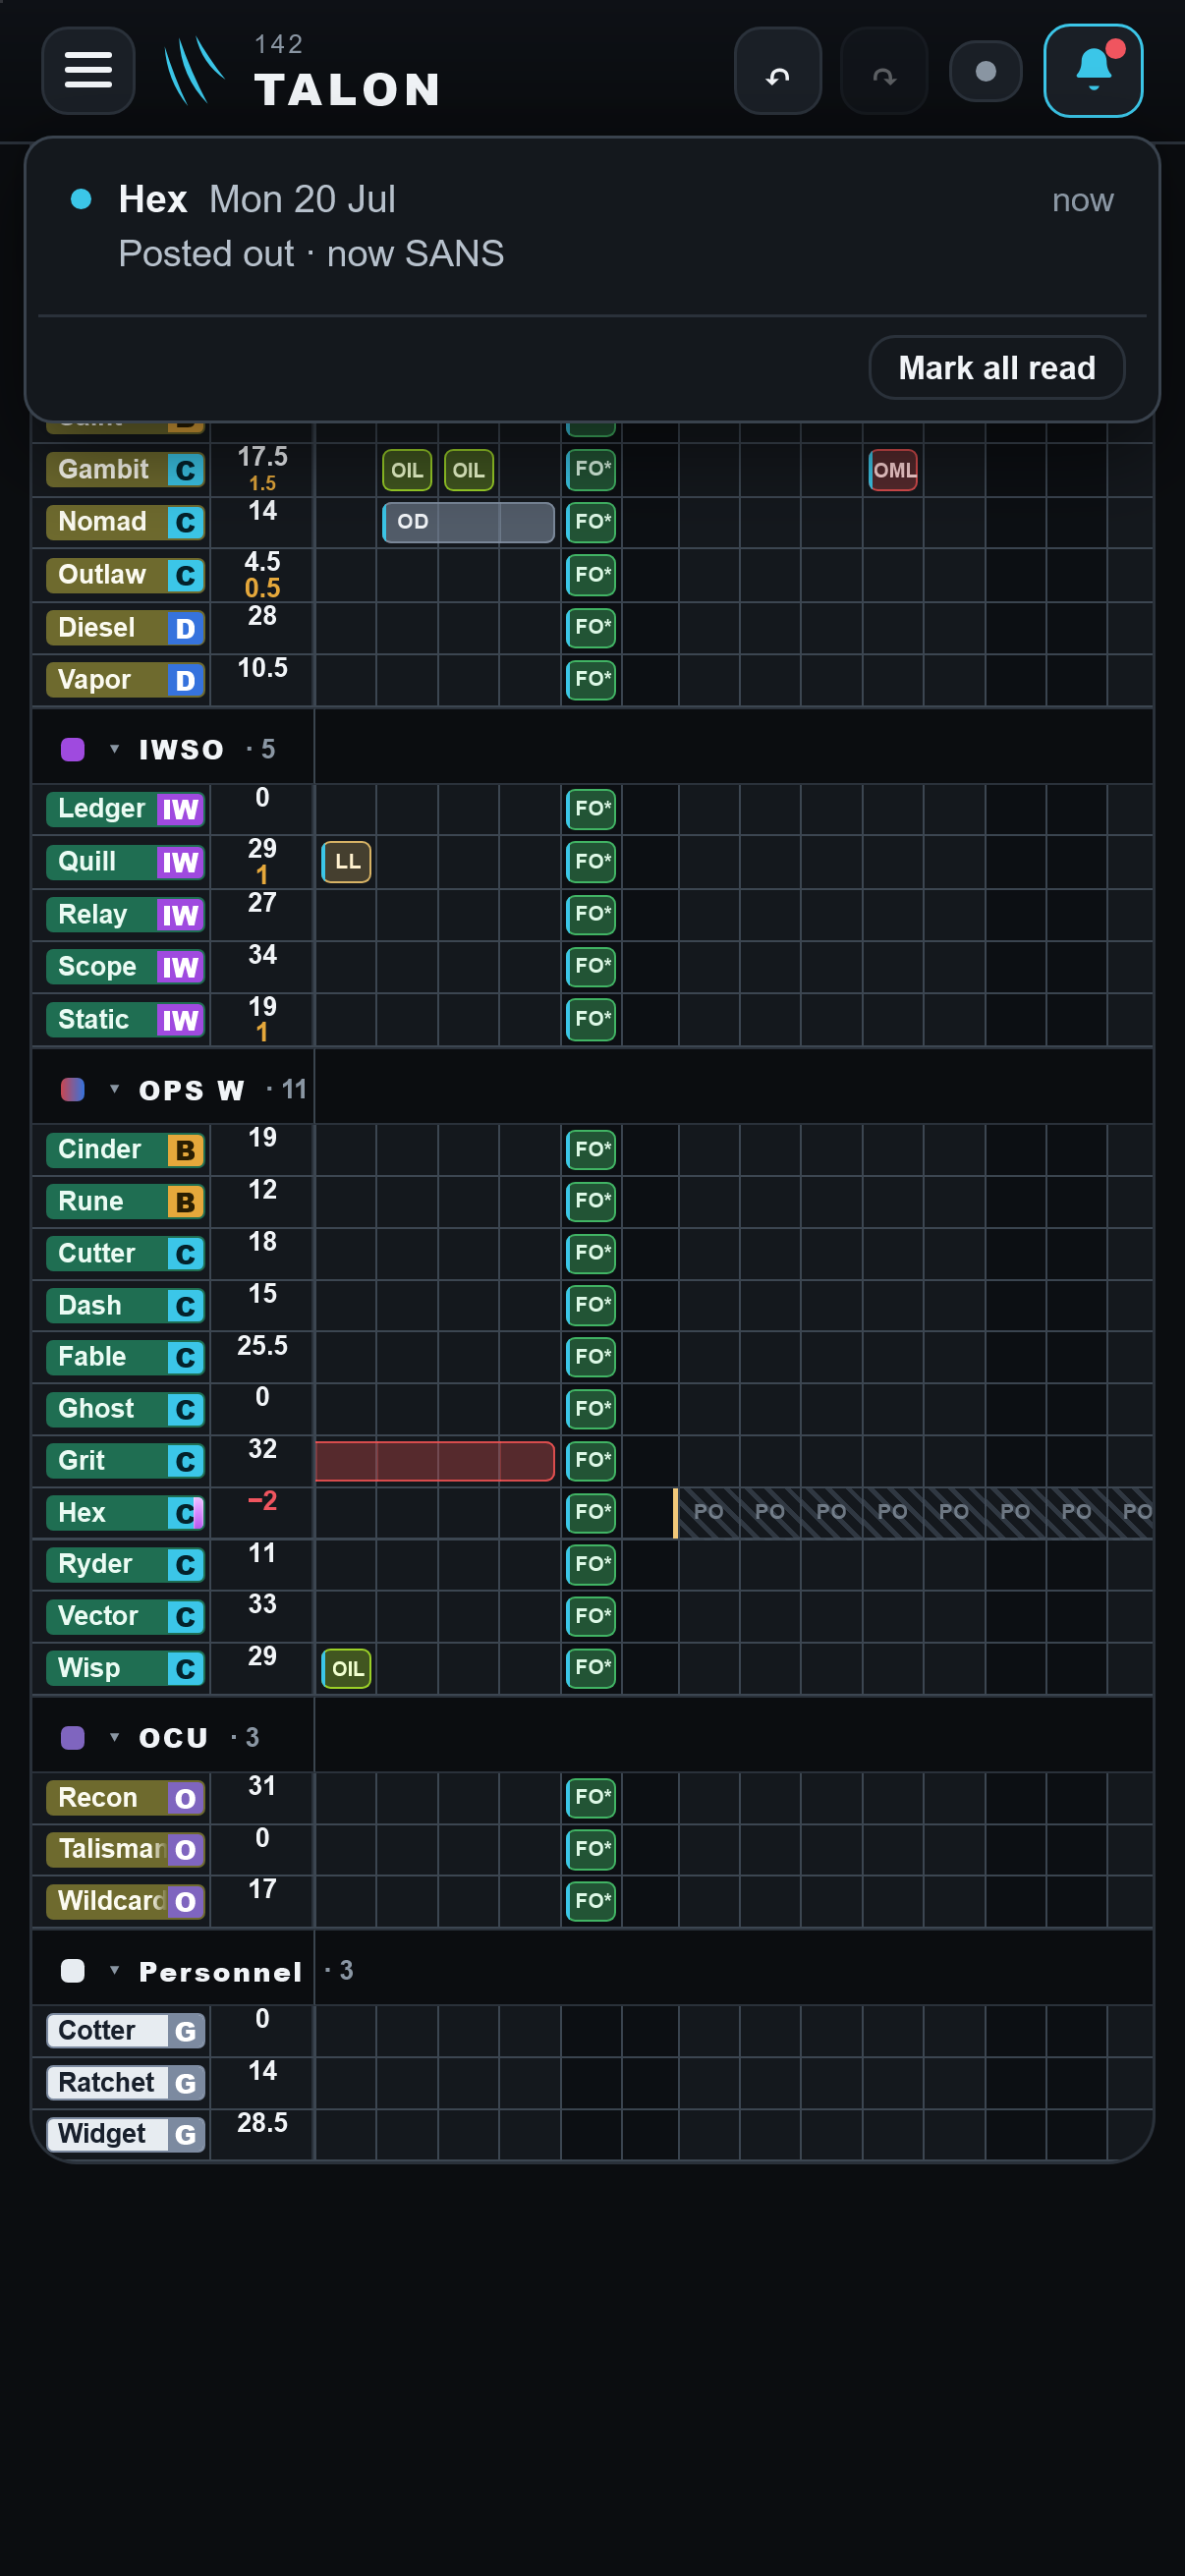 142
TALON
Hex Mon 20 Jul now
Posted out · now SANS
Mark all read
Gambit C 17.5 1.5 OIL OIL FO* OML
Nomad C 14 OD FO*
Outlaw C 4.5 0.5 FO*
Diesel D 28 FO*
Vapor D 10.5 FO*
IWSO · 5
Ledger IW 0 FO*
Quill IW 29 1 LL FO*
Relay IW 27 FO*
Scope IW 34 FO*
Static IW 19 1 FO*
OPS W · 11
Cinder B 19 FO*
Rune B 12 FO*
Cutter C 18 FO*
Dash C 15 FO*
Fable C 25.5 FO*
Ghost C 0 FO*
Grit C 32 FO*
Hex C −2 FO* PO PO PO PO PO PO PO PO
Ryder C 11 FO*
Vector C 33 FO*
Wisp C 29 OIL FO*
OCU · 3
Recon O 31 FO*
Talisman O 0 FO*
Wildcard O 17 FO*
Personnel · 3
Cotter G 0
Ratchet G 14
Widget G 28.5